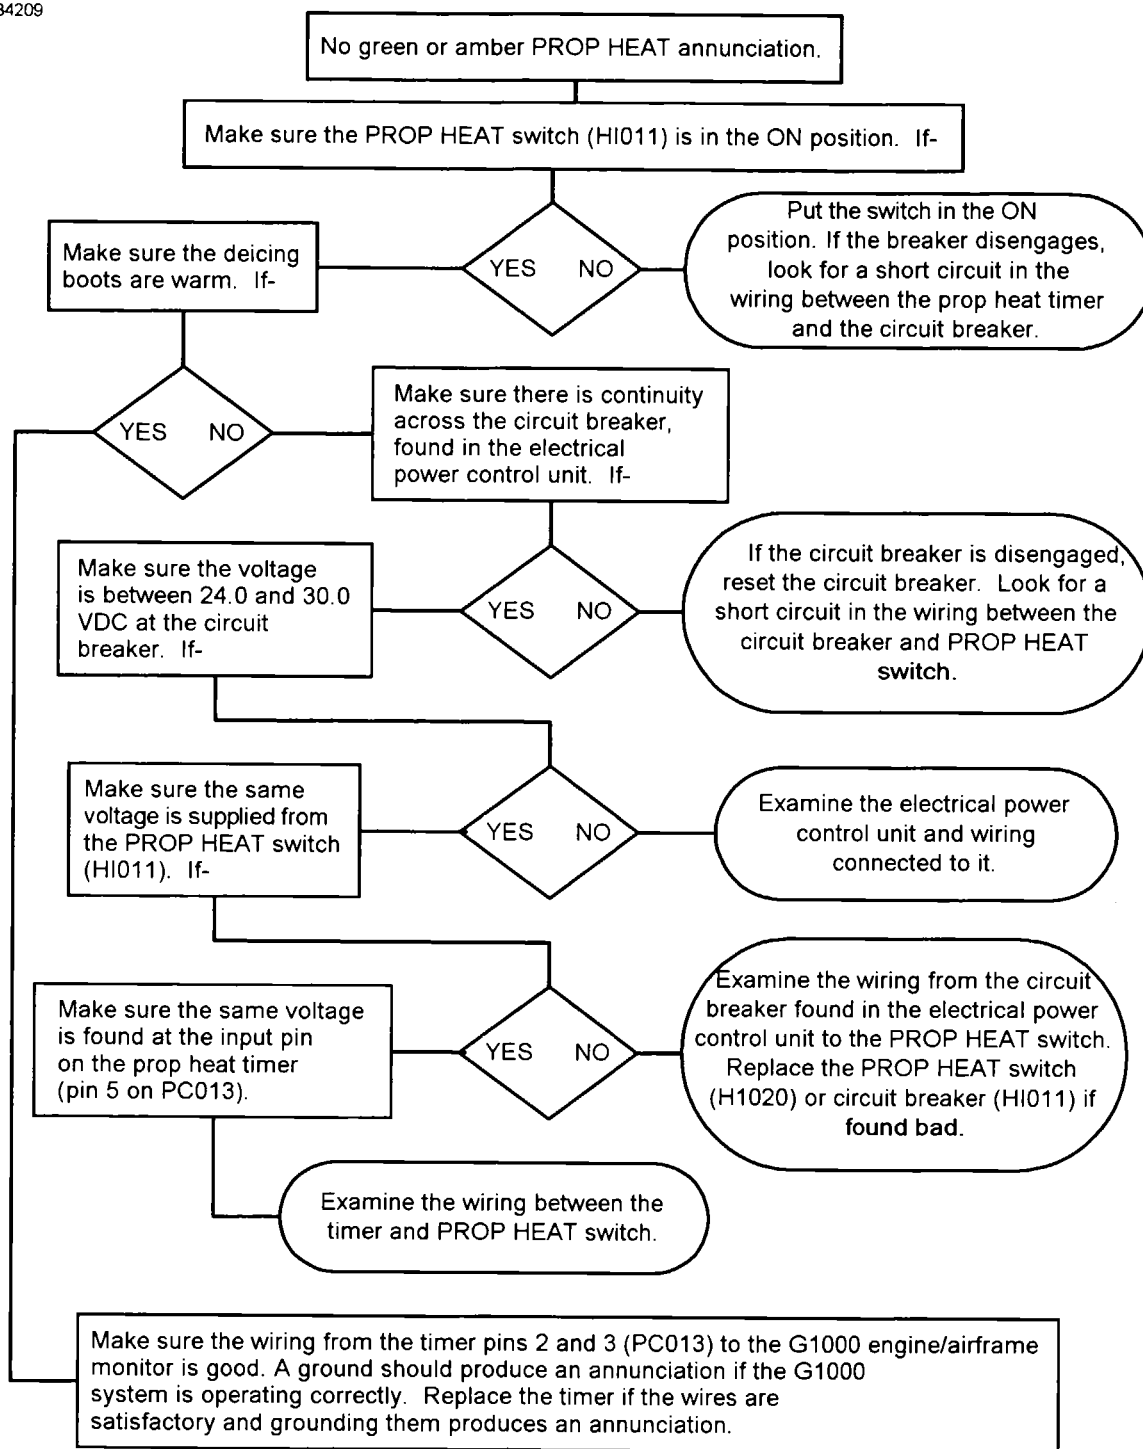 No green or amber PROP HEAT annunciation.
Make sure the PROP HEAT switch (HI011) is in the ON position. If-
YES NO
Put the switch in the ON
position. If the breaker disengages,
look for a short circuit in the
wiring between the prop heat timer
and the circuit breaker.
Make sure the deicing
boots are warm. If-
YES NO
Make sure there is continuity
across the circuit breaker,
found in the electrical
power control unit. If-
YES NO
If the circuit breaker is disengaged,
reset the circuit breaker. Look for a
short circuit in the wiring between the
circuit breaker and PROP HEAT
switch.
Make sure the voltage
is between 24.0 and 30.0
VDC at the circuit
breaker. If-
YES NO
Examine the electrical power
control unit and wiring
connected to it.
Make sure the same
voltage is supplied from
the PROP HEAT switch
(HI011). If-
YES NO
Examine the wiring from the circuit
breaker found in the electrical power
control unit to the PROP HEAT switch.
Replace the PROP HEAT switch
(H1020) or circuit breaker (HI011) if
found bad.
Make sure the same voltage
is found at the input pin
on the prop heat timer
(pin 5 on PC013).
Examine the wiring between the
timer and PROP HEAT switch.
Make sure the wiring from the timer pins 2 and 3 (PC013) to the G1000 engine/airframe
monitor is good. A ground should produce an annunciation if the G1000
system is operating correctly. Replace the timer if the wires are
satisfactory and grounding them produces an annunciation.